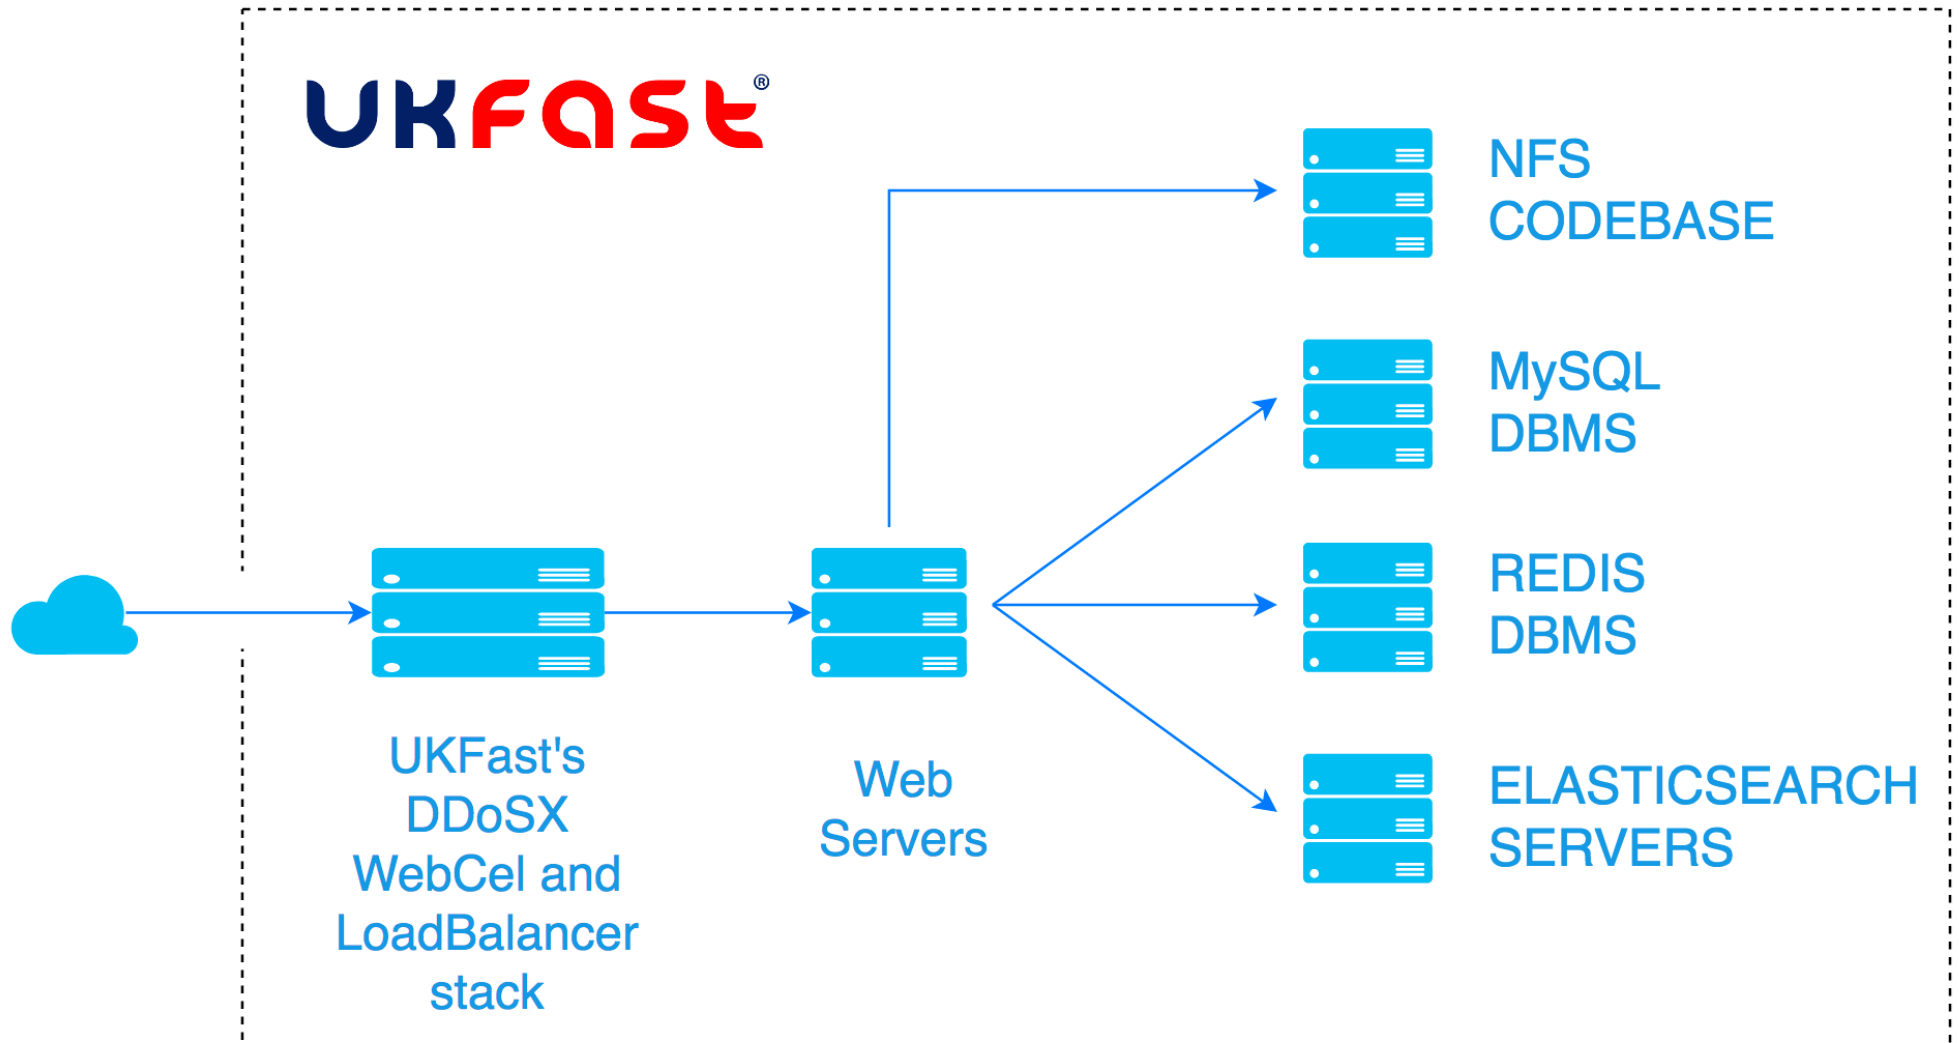 UKFast®
NFS
CODEBASE
MySQL
DBMS
REDIS
DBMS
UKFast's
DDoSX
WebCel and
LoadBalancer
stack
Web
Servers
ELASTICSEARCH
SERVERS